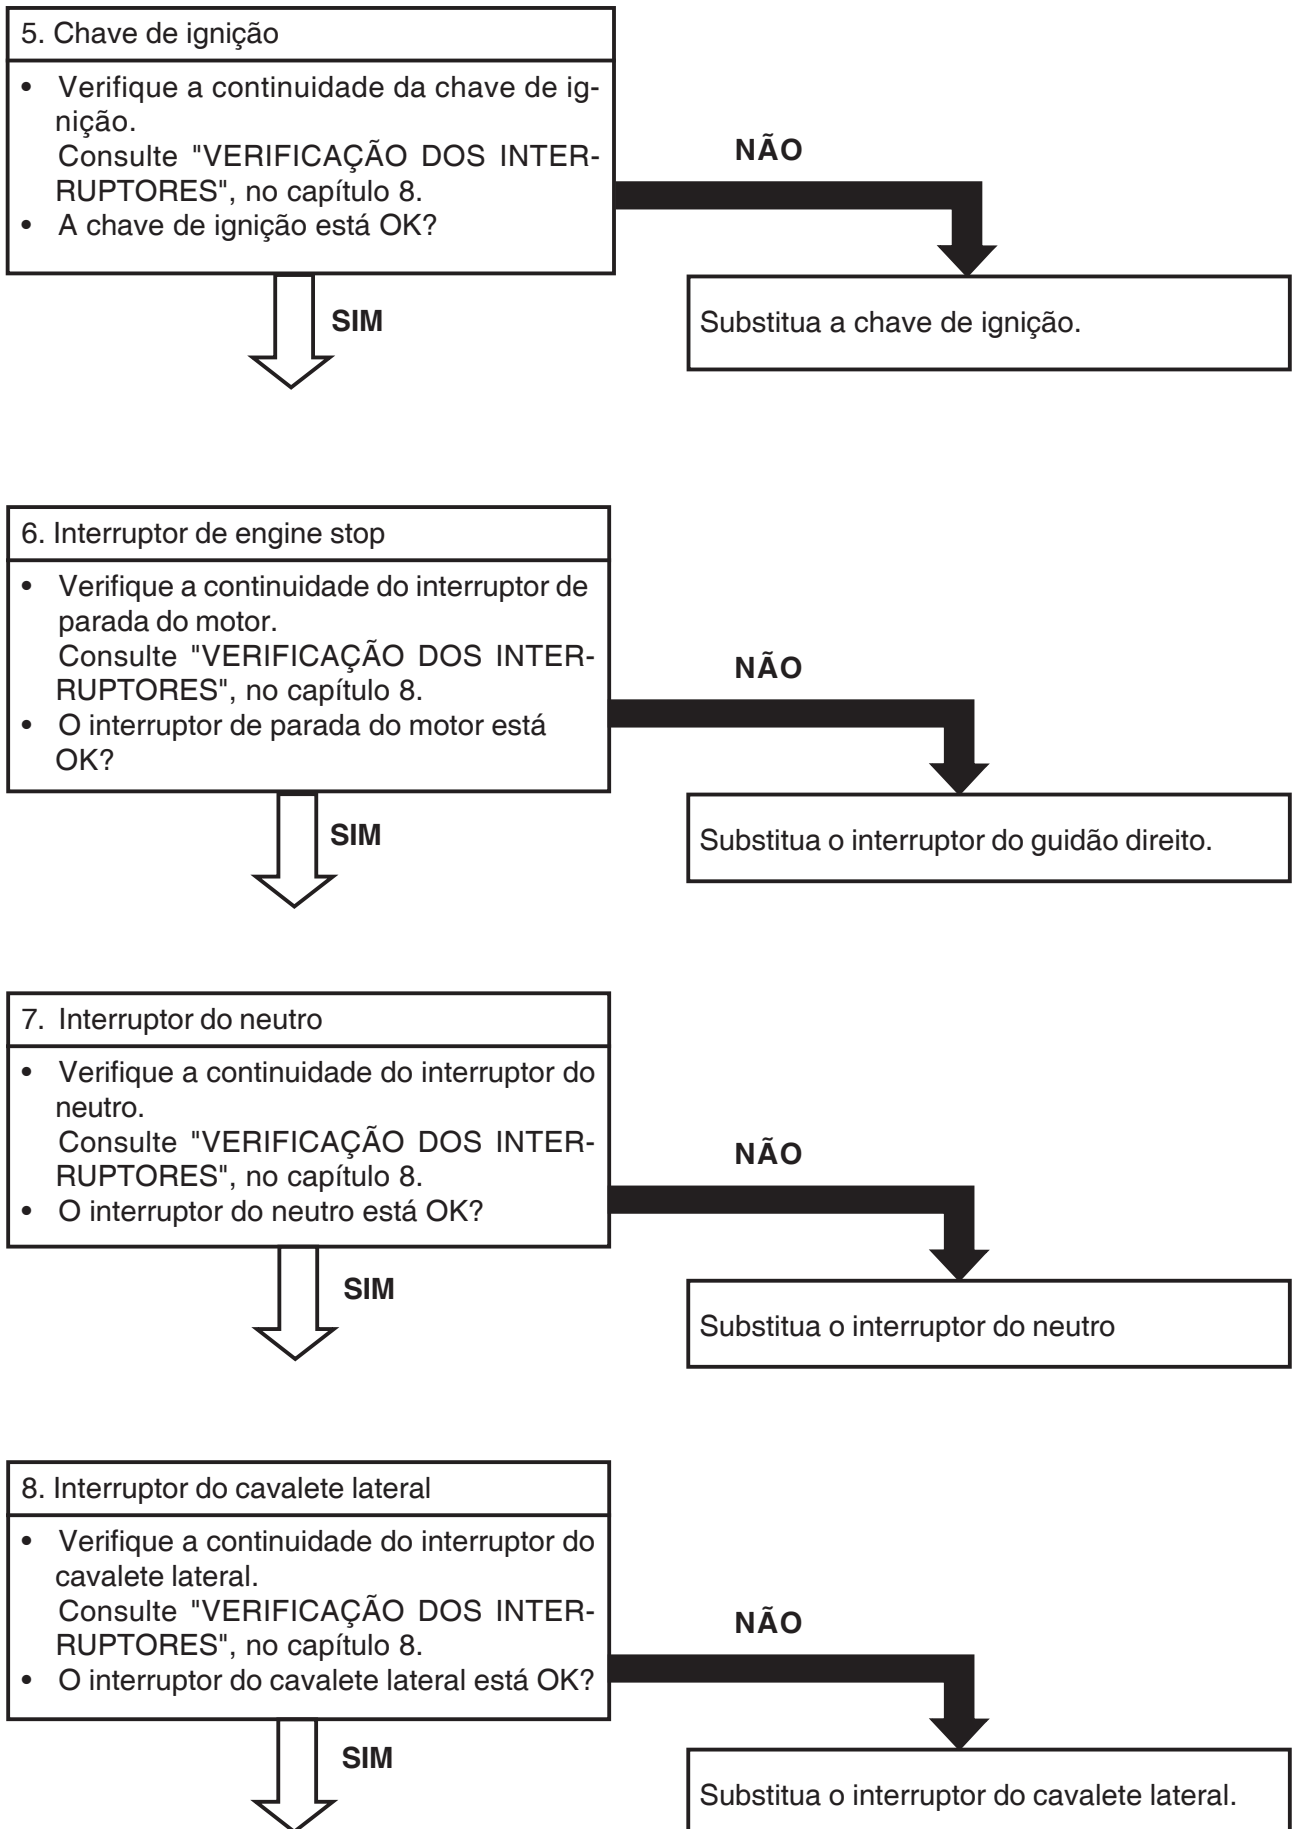 5. Chave de ignição
• Verifique a continuidade da chave de ig-
nição.
Consulte "VERIFICAÇÃO DOS INTER-
RUPTORES", no capítulo 8.
• A chave de ignição está OK?
NÃO
SIM
Substitua a chave de ignição.
6. Interruptor de engine stop
• Verifique a continuidade do interruptor de
parada do motor.
Consulte "VERIFICAÇÃO DOS INTER-
RUPTORES", no capítulo 8.
• O interruptor de parada do motor está
OK?
NÃO
SIM
Substitua o interruptor do guidão direito.
7. Interruptor do neutro
• Verifique a continuidade do interruptor do
neutro.
Consulte "VERIFICAÇÃO DOS INTER-
RUPTORES", no capítulo 8.
• O interruptor do neutro está OK?
NÃO
SIM
Substitua o interruptor do neutro
8. Interruptor do cavalete lateral
• Verifique a continuidade do interruptor do
cavalete lateral.
Consulte "VERIFICAÇÃO DOS INTER-
RUPTORES", no capítulo 8.
• O interruptor do cavalete lateral está OK?
NÃO
SIM
Substitua o interruptor do cavalete lateral.